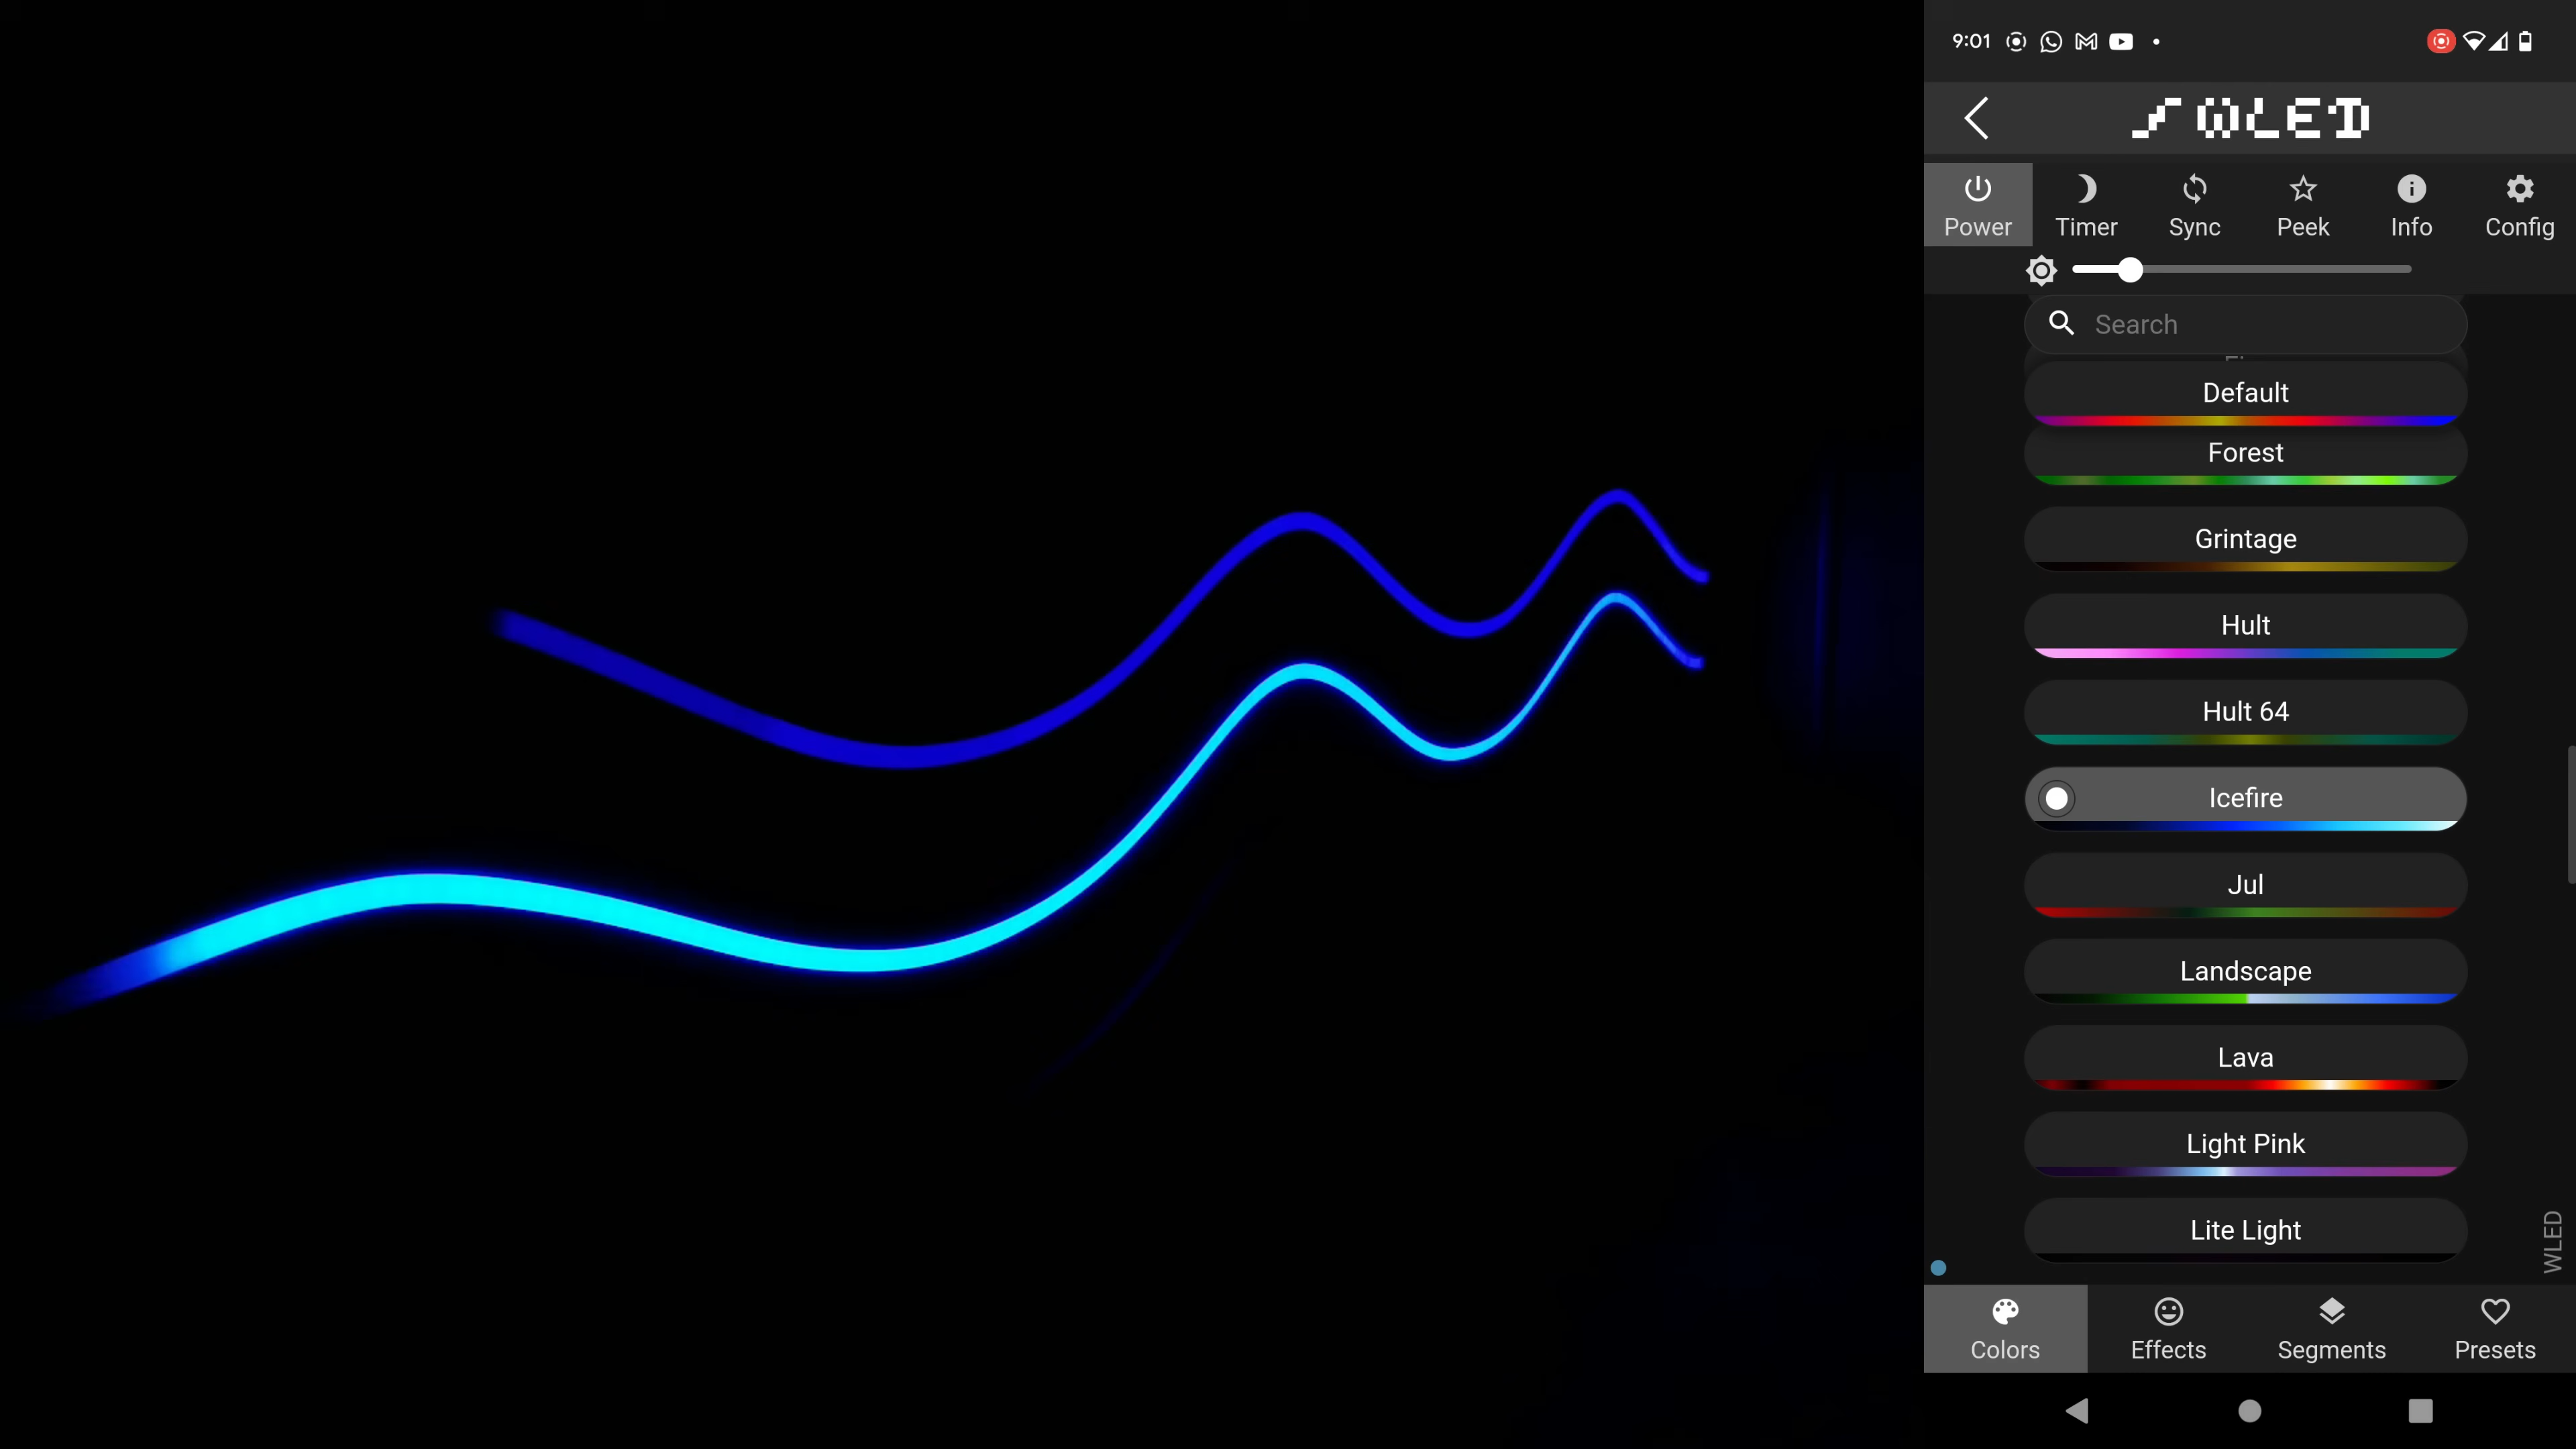 9:01
WLED
Power Timer Sync Peek Info Config
Search
Default
Forest
Grintage
Hult
Hult 64
Icefire
Jul
Landscape
Lava
Light Pink
Lite Light
WLED
Colors Effects Segments Presets